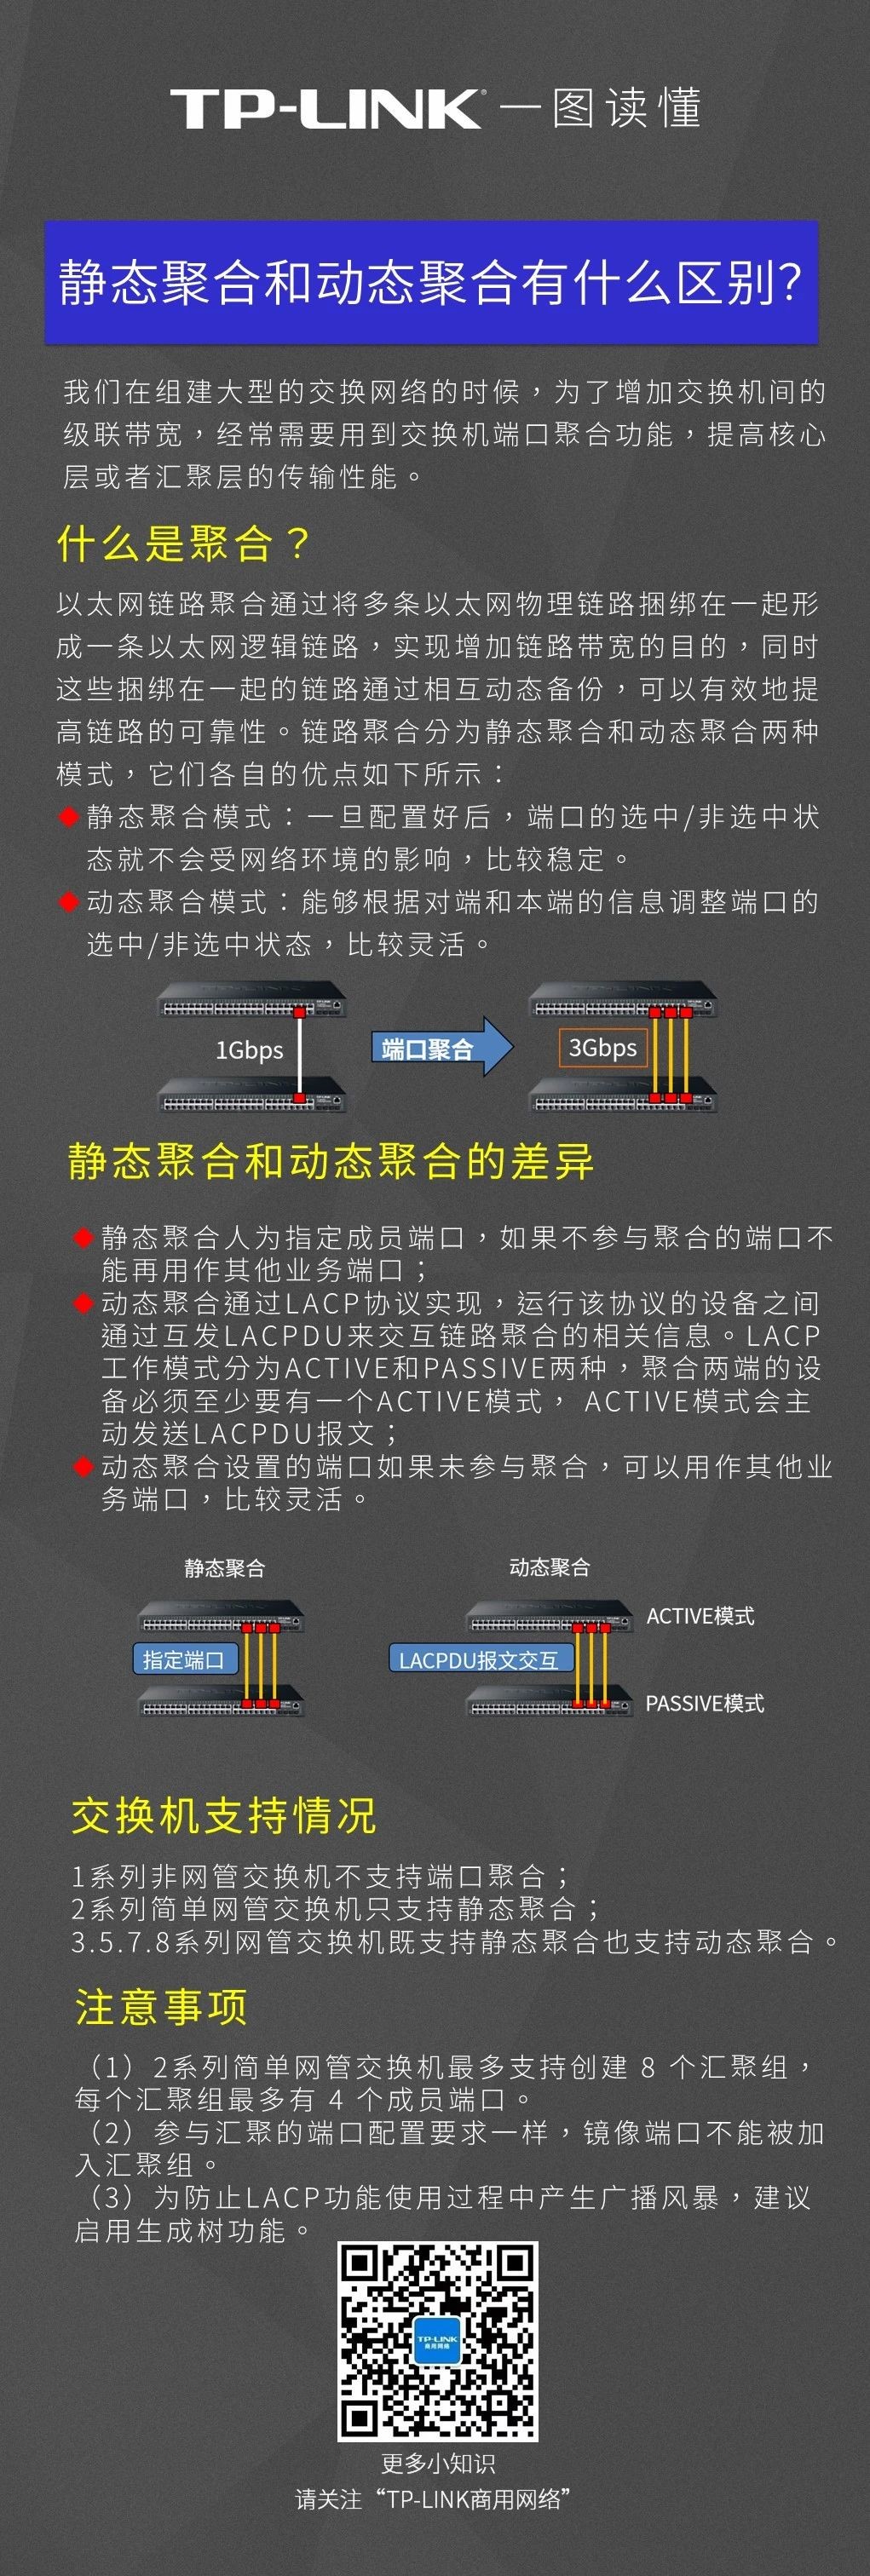 TP-LINK® 一图读懂
静态聚合和动态聚合有什么区别?
我们在组建大型的交换网络的时候，为了增加交换机间的
级联带宽，经常需要用到交换机端口聚合功能，提高核心
层或者汇聚层的传输性能。
什么是聚合？
以太网链路聚合通过将多条以太网物理链路捆绑在一起形
成一条以太网逻辑链路，实现增加链路带宽的目的，同时
这些捆绑在一起的链路通过相互动态备份，可以有效地提
高链路的可靠性。链路聚合分为静态聚合和动态聚合两种
模式，它们各自的优点如下所示：
静态聚合模式：一旦配置好后，端口的选中/非选中状
态就不会受网络环境的影响，比较稳定。
动态聚合模式：能够根据对端和本端的信息调整端口的
选中/非选中状态，比较灵活。
1Gbps
端口聚合
3Gbps
静态聚合和动态聚合的差异
静态聚合人为指定成员端口，如果不参与聚合的端口不
能再用作其他业务端口；
动态聚合通过LACP协议实现，运行该协议的设备之间
通过互发LACPDU来交互链路聚合的相关信息。LACP
工作模式分为ACTIVE和PASSIVE两种，聚合两端的设
备必须至少要有一个ACTIVE模式， ACTIVE模式会主
动发送LACPDU报文；
动态聚合设置的端口如果未参与聚合，可以用作其他业
务端口，比较灵活。
静态聚合
动态聚合
ACTIVE模式
指定端口
LACPDU报文交互
PASSIVE模式
交换机支持情况
1系列非网管交换机不支持端口聚合；
2系列简单网管交换机只支持静态聚合；
3.5.7.8系列网管交换机既支持静态聚合也支持动态聚合。
注意事项
（1）2系列简单网管交换机最多支持创建 8 个汇聚组，
每个汇聚组最多有 4 个成员端口。
（2）参与汇聚的端口配置要求一样，镜像端口不能被加
入汇聚组。
（3）为防止LACP功能使用过程中产生广播风暴，建议
启用生成树功能。
TP-LINK
商用网络
更多小知识
请关注“TP-LINK商用网络”